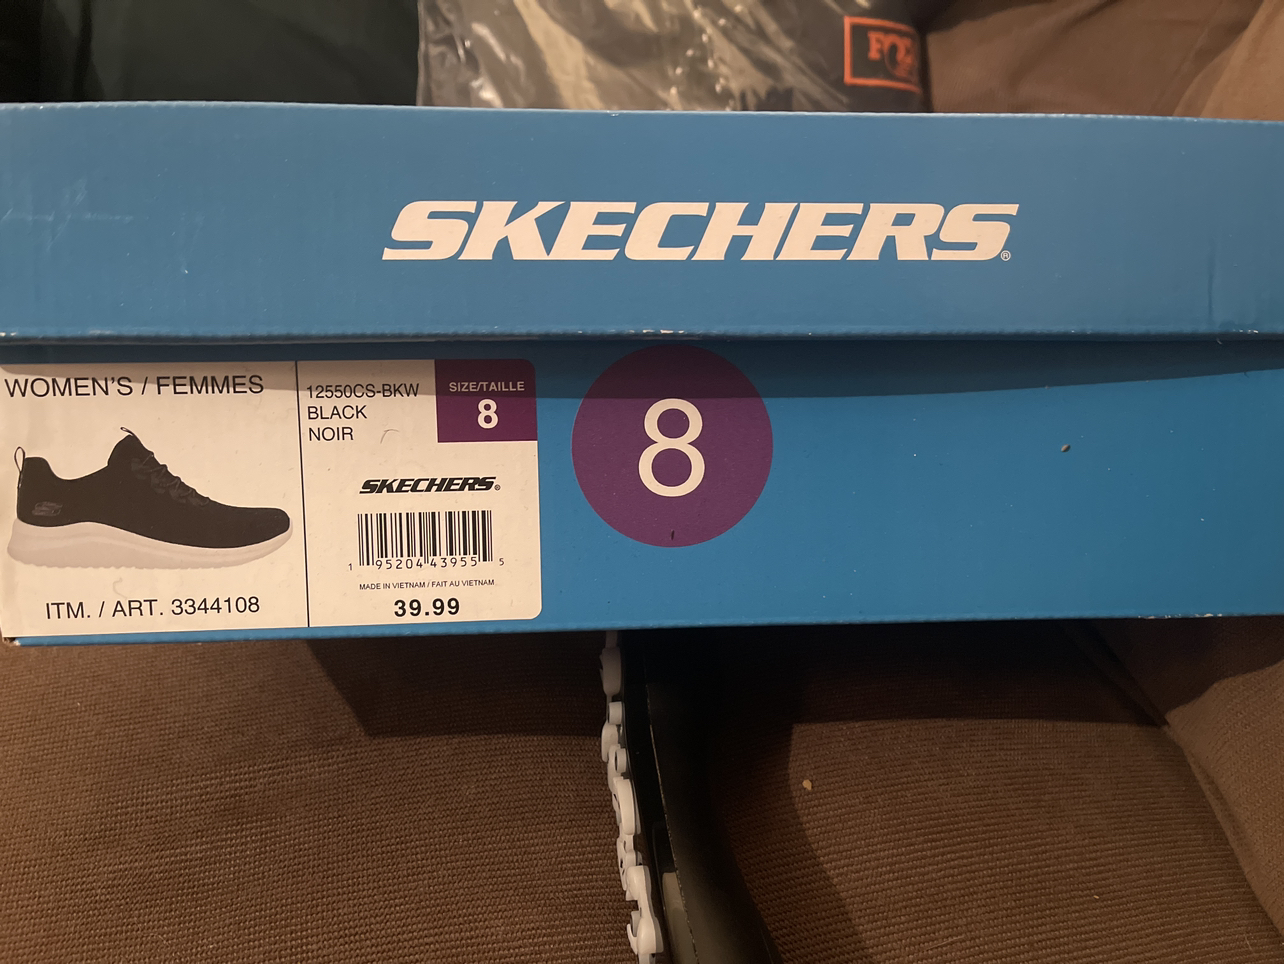 FOX
SKECHERS®
WOMEN'S / FEMMES
ITM. / ART. 3344108
12550CS-BKW
BLACK
NOIR
SIZE/TAILLE
8
SKECHERS®
1 95204 43955 5
MADE IN VIETNAM / FAIT AU VIETNAM
39.99
8